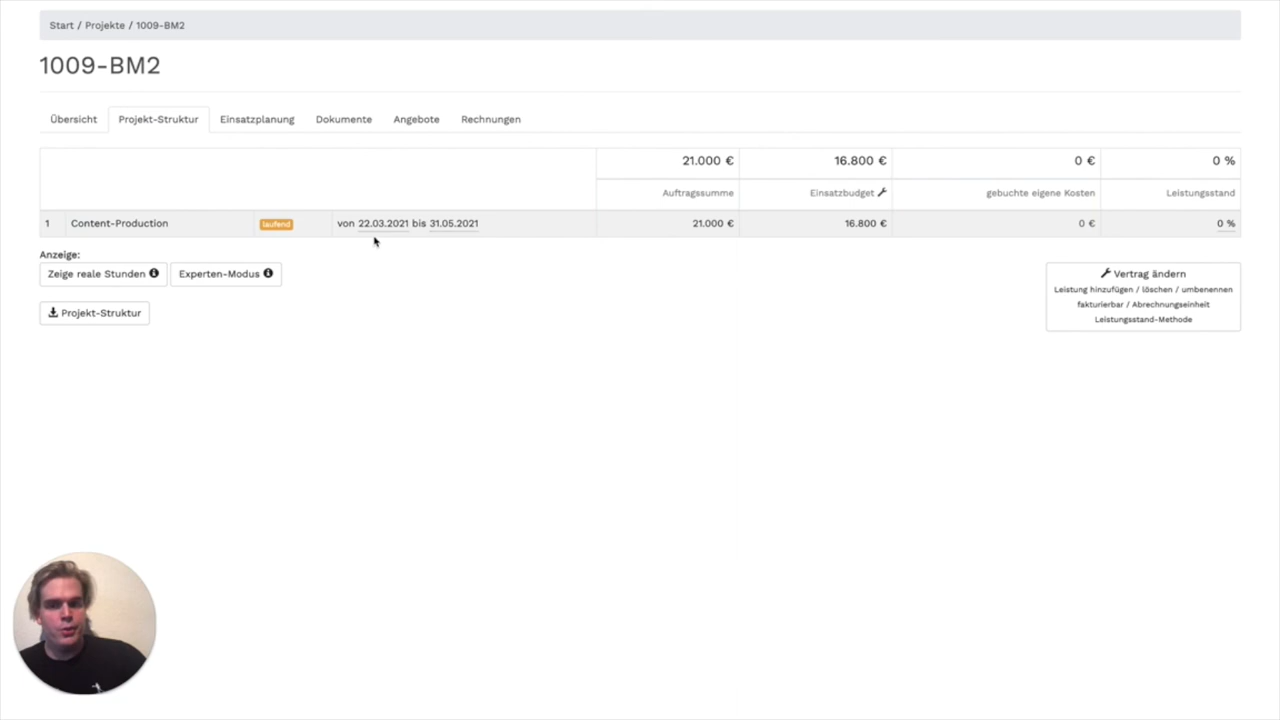 Start / Projekte / 1009-BM2
1009-BM2
Übersicht Projekt-Struktur Einsatzplanung Dokumente Angebote Rechnungen
21.000 € 16.800 € 0 € 0 %
Auftragssumme Einsatzbudget gebuchte eigene Kosten Leistungsstand
1 Content-Production laufend von 22.03.2021 bis 31.05.2021 21.000 € 16.800 € 0 € 0 %
Anzeige:
Zeige reale Stunden Experten-Modus
Projekt-Struktur
Vertrag ändern
Leistung hinzufügen / löschen / umbenennen
fakturierbar / Abrechnungseinheit
Leistungsstand-Methode